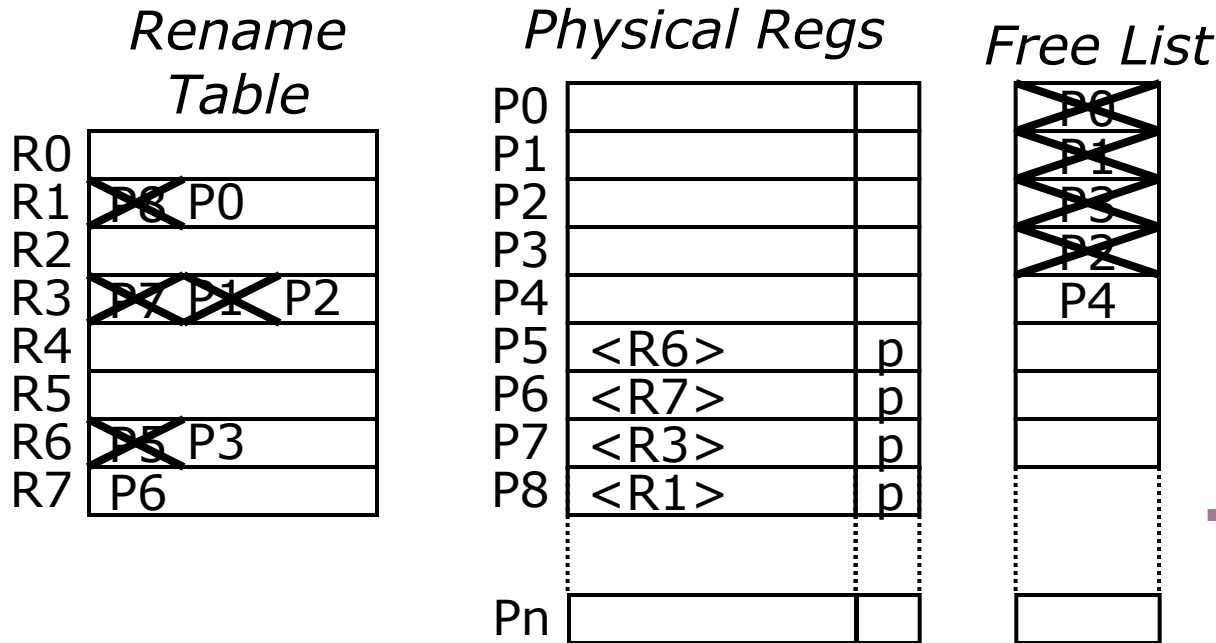 Rename Table
Physical Regs
Free List
R0
R1 P8 P0
R2
R3 P7 P1 P2
R4
R5
R6 P5 P3
R7 P6
P0
P1
P2
P3
P4
P5 <R6> p
P6 <R7> p
P7 <R3> p
P8 <R1> p
Pn
P0
P1
P3
P2
P4